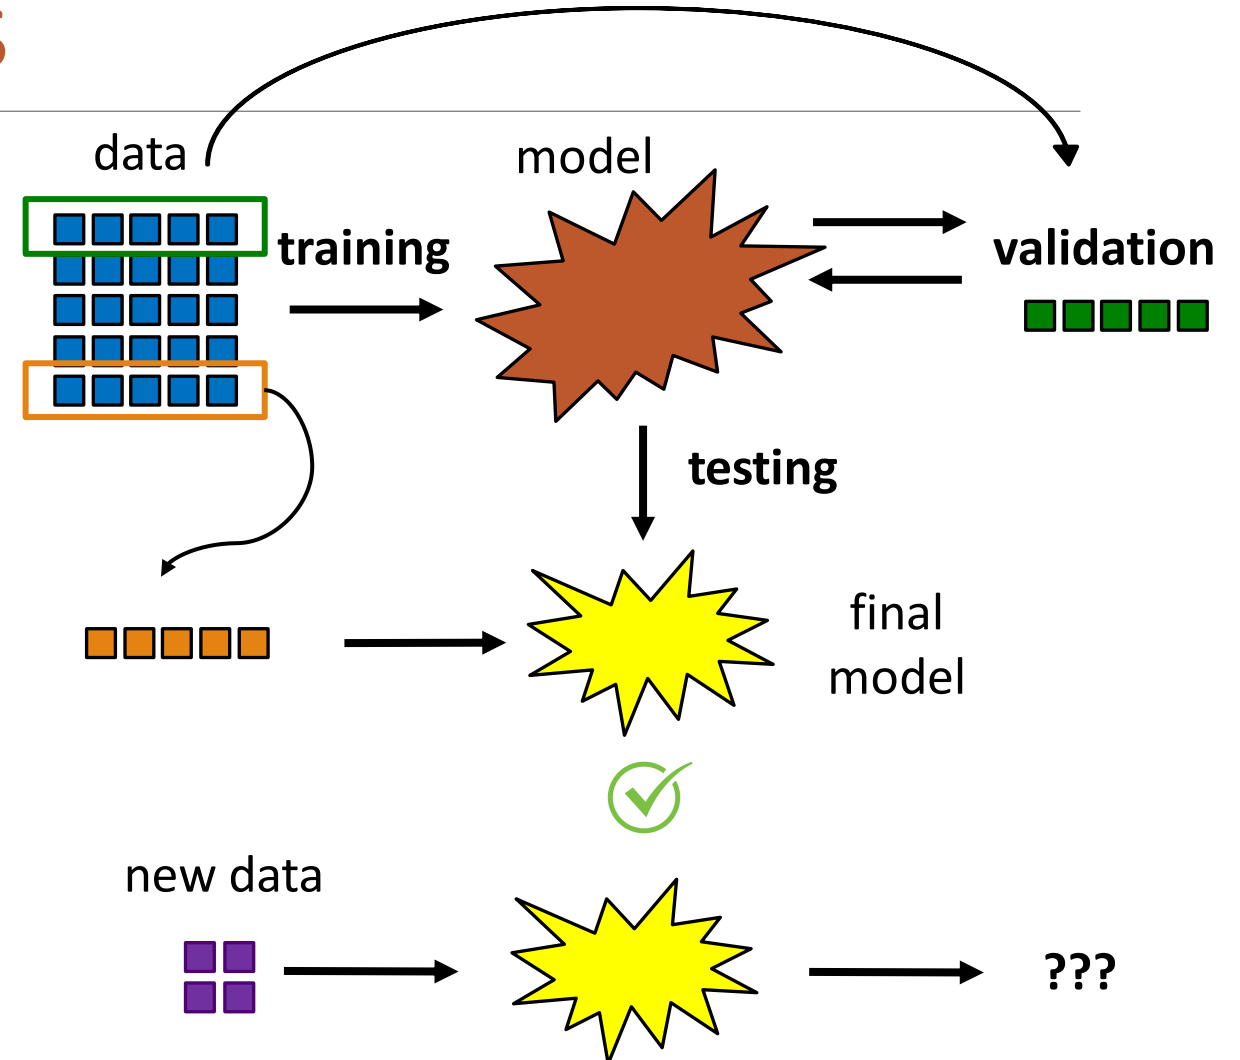 data
model
training
validation
testing
final
model
new data
???